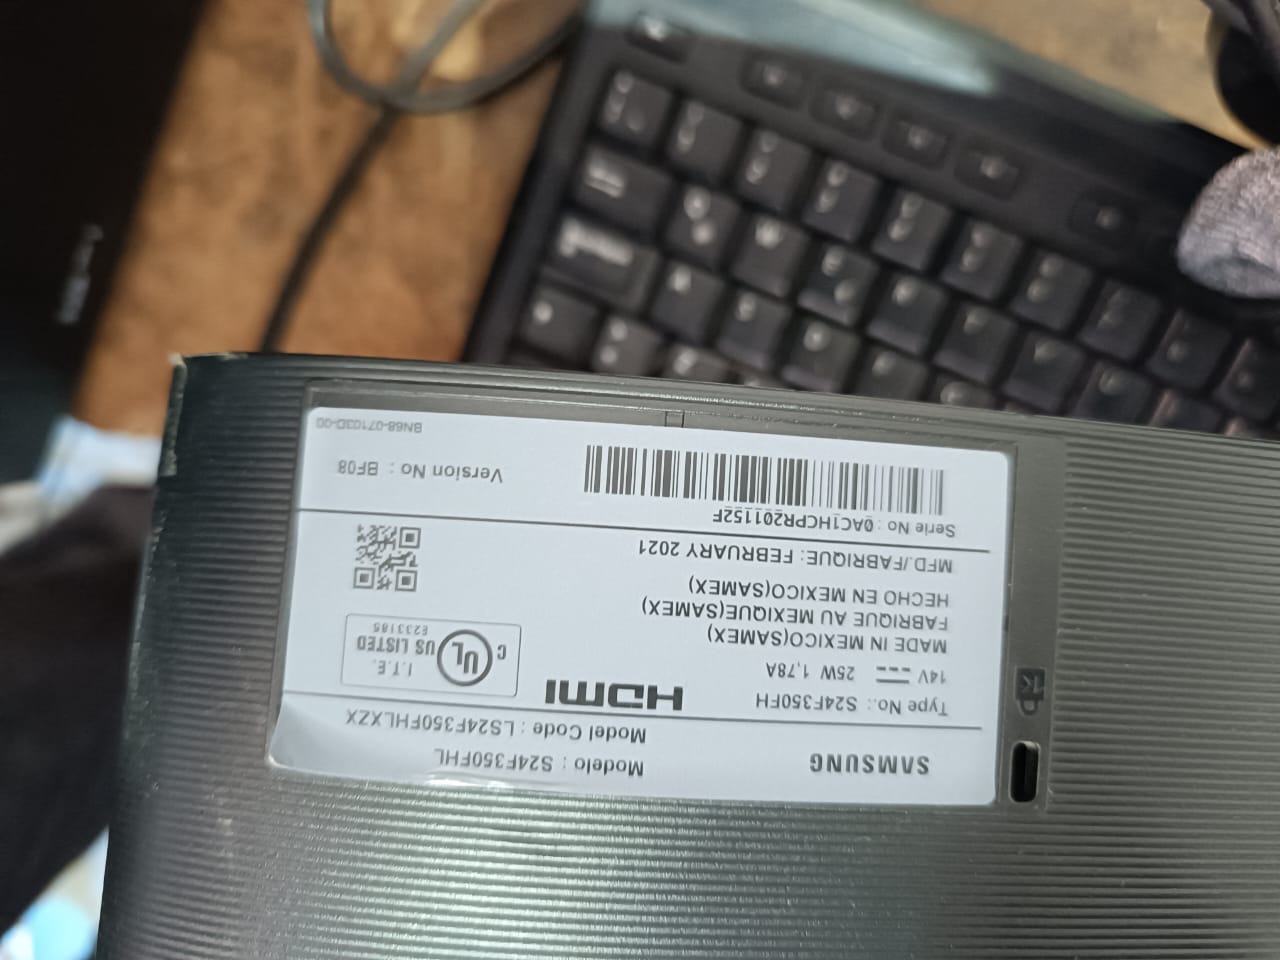 SAMSUNG
Modelo : S24F350FHL
Model Code : LS24F350FHLXZX
Type No.: S24F350FH
HDMI
14V 25W 1,78A
C UL US LISTED
I.T.E.
E233185
MADE IN MEXICO(SAMEX)
FABRIQUE AU MEXIQUE(SAMEX)
HECHO EN MEXICO(SAMEX)
MFD./FABRIQUE: FEBRUARY 2021
Serie No : 0AC1HCPR201152F
Version No : BF08
BN68-07103D-00